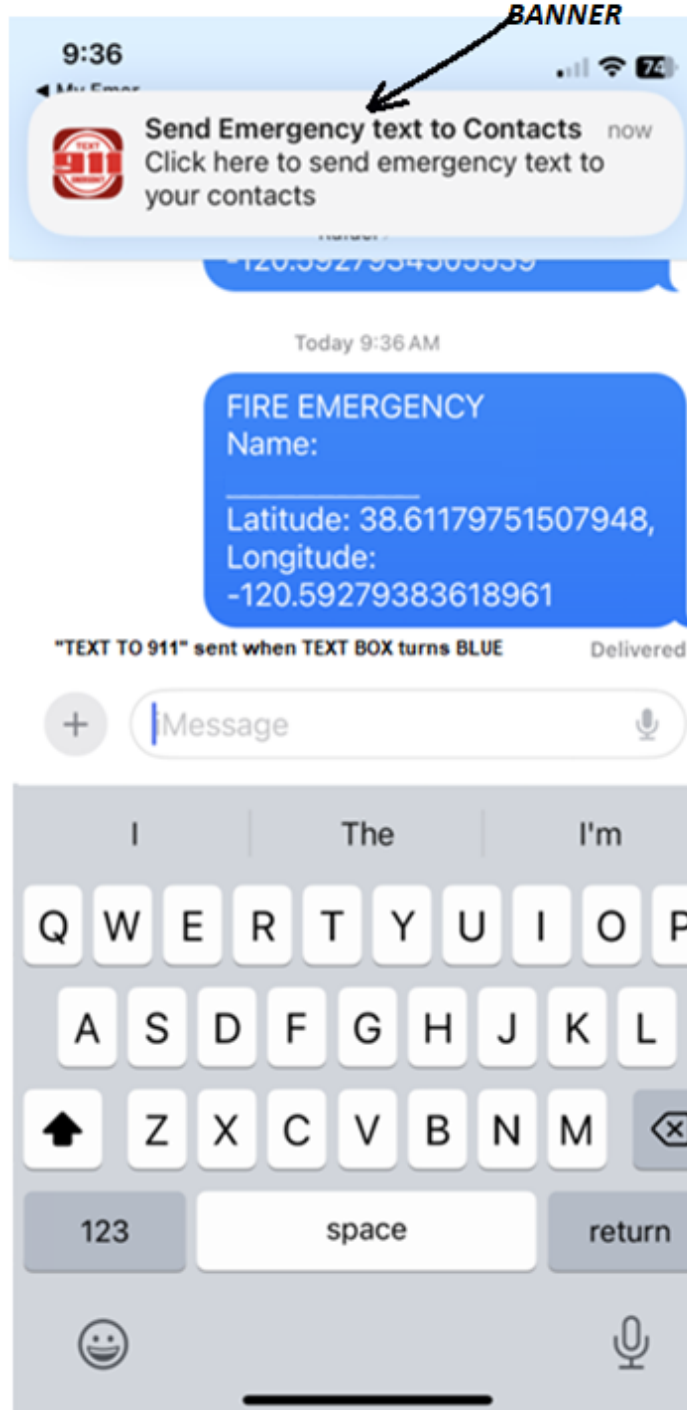 BANNER
9:36
74
Send Emergency text to Contacts now
TEXT
911
EMERGENCY
Click here to send emergency text to
your contacts
Today 9:36 AM
FIRE EMERGENCY
Name:
Latitude: 38.61179751507948,
Longitude:
-120.59279383618961
"TEXT TO 911" sent when TEXT BOX turns BLUE
Delivered
iMessage
I The I'm
Q W E R T Y U I O P
A S D F G H J K L
Z X C V B N M
123 space return